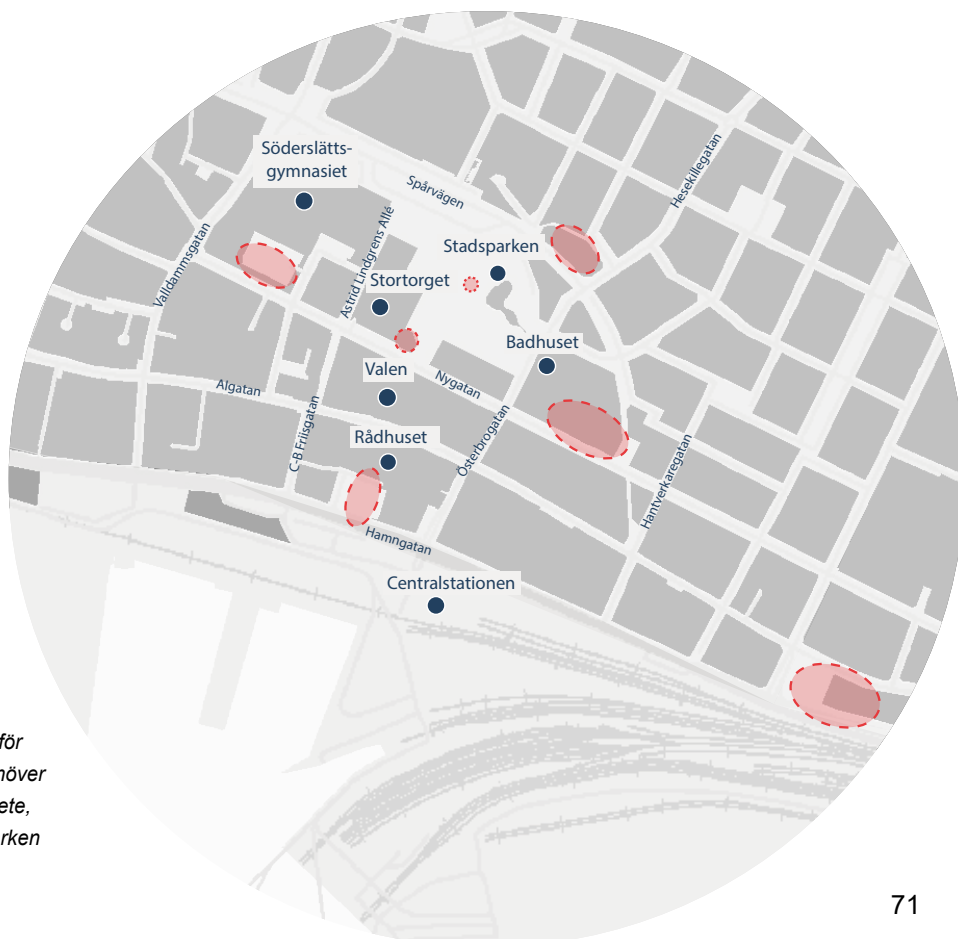 Söderslätts-
gymnasiet
Spårvägen
Hesekillegatan
Valldammsgatan
Astrid Lindgrens Allé
Stadsparken
Stortorget
Badhuset
Valen
Nygatan
Algatan
C-B Friisgatan
Rådhuset
Österbrogatan
Hantverkaregatan
Hamngatan
Centralstationen
för
höver
ete,
rken
71